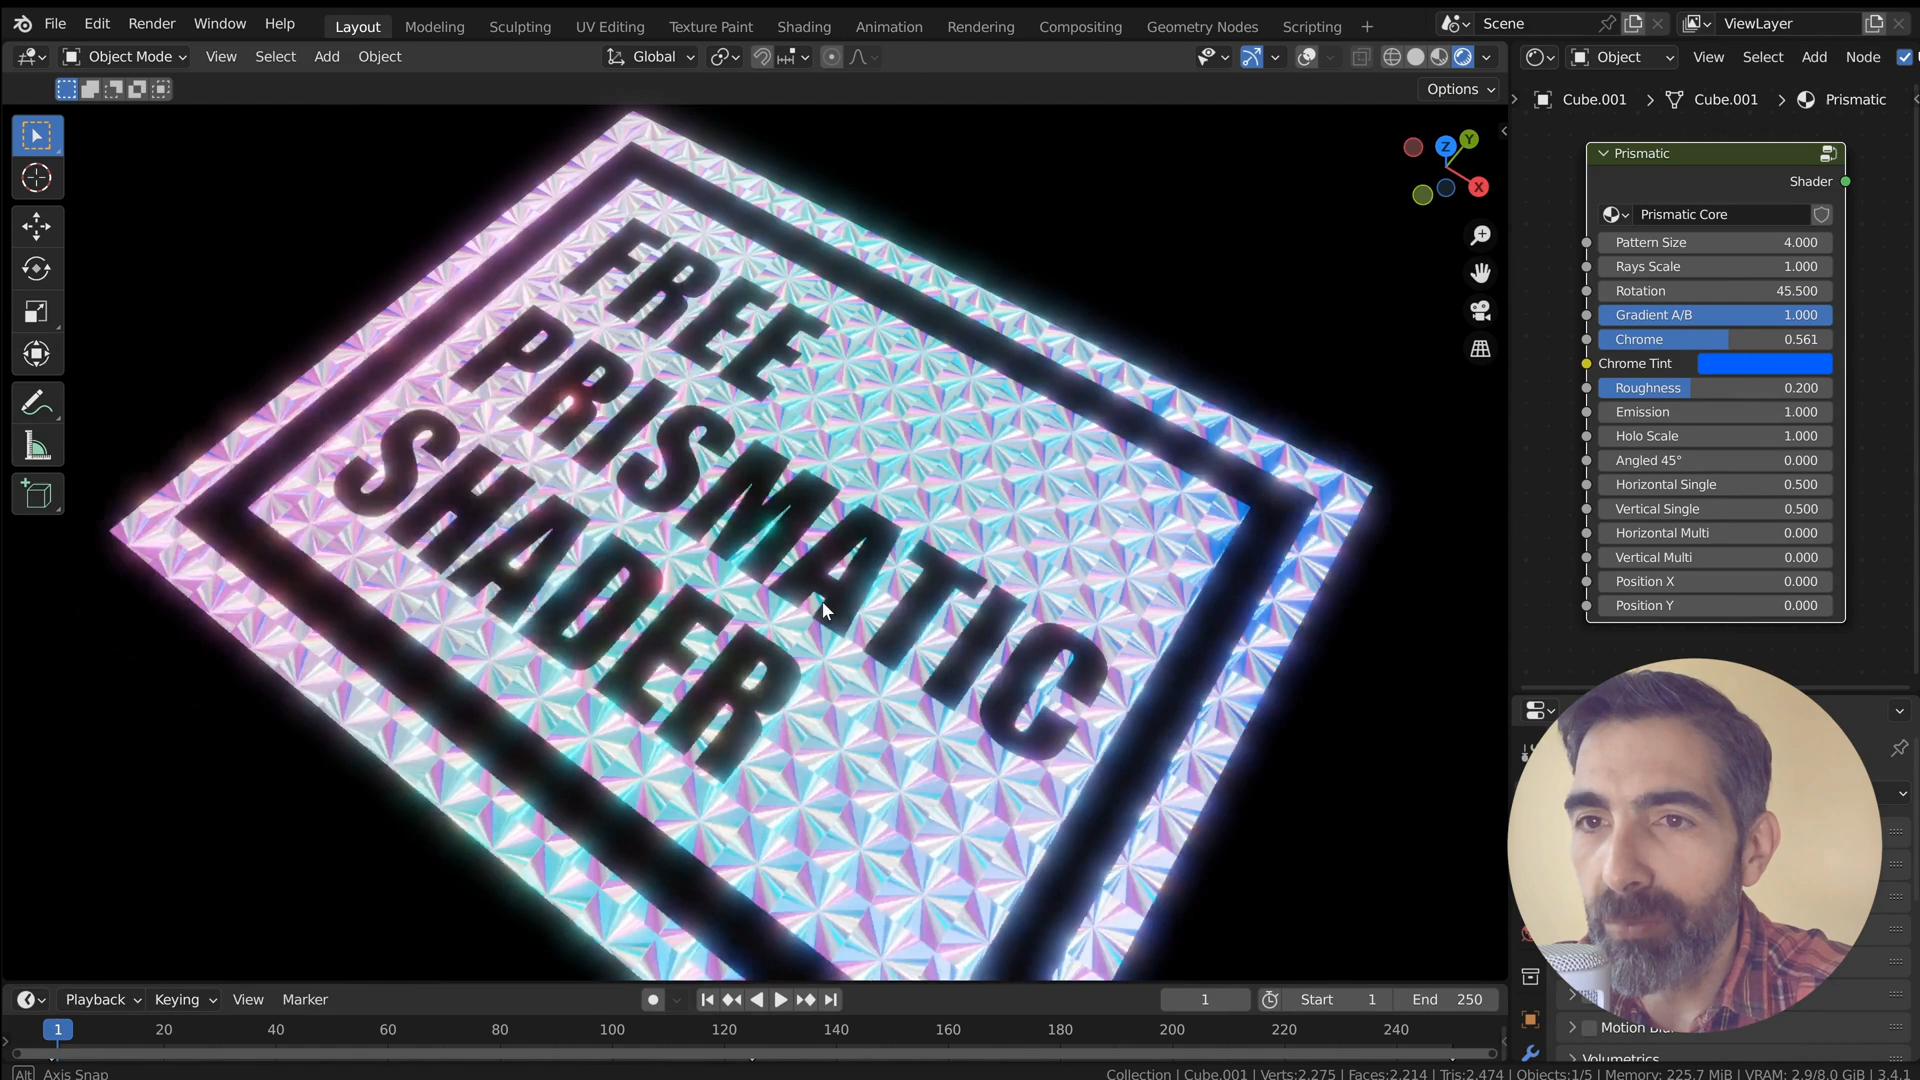 File Edit Render Window Help Layout Modeling Sculpting UV Editing Texture Paint Shading Animation Rendering Compositing Geometry Nodes Scripting + Scene ViewLayer
Object Mode View Select Add Object Global Object View Select Add Node
Options
Cube.001 > Cube.001 > Prismatic
Prismatic
Shader
Prismatic Core
Pattern Size 4.000
Rays Scale 1.000
Rotation 45.500
Gradient A/B 1.000
Chrome 0.561
Chrome Tint
Roughness 0.200
Emission 1.000
Holo Scale 1.000
Angled 45° 0.000
Horizontal Single 0.500
Vertical Single 0.500
Horizontal Multi 0.000
Vertical Multi 0.000
Position X 0.000
Position Y 0.000
Z
Y
X
FREE
PRISMATIC
SHADER
Playback Keying View Marker 1 Start 1 End 250
1 20 40 60 80 100 120 140 160 180 200 220 240
Motion
Volumetrics
Alt Axis Snap
Collection | Cube.001 | Verts:2.275 | Faces:2.214 | Tris:2.474 | Objects:1/5 | Memory: 225.7 MiB | VRAM: 2.9/8.0 GiB | 3.4.1